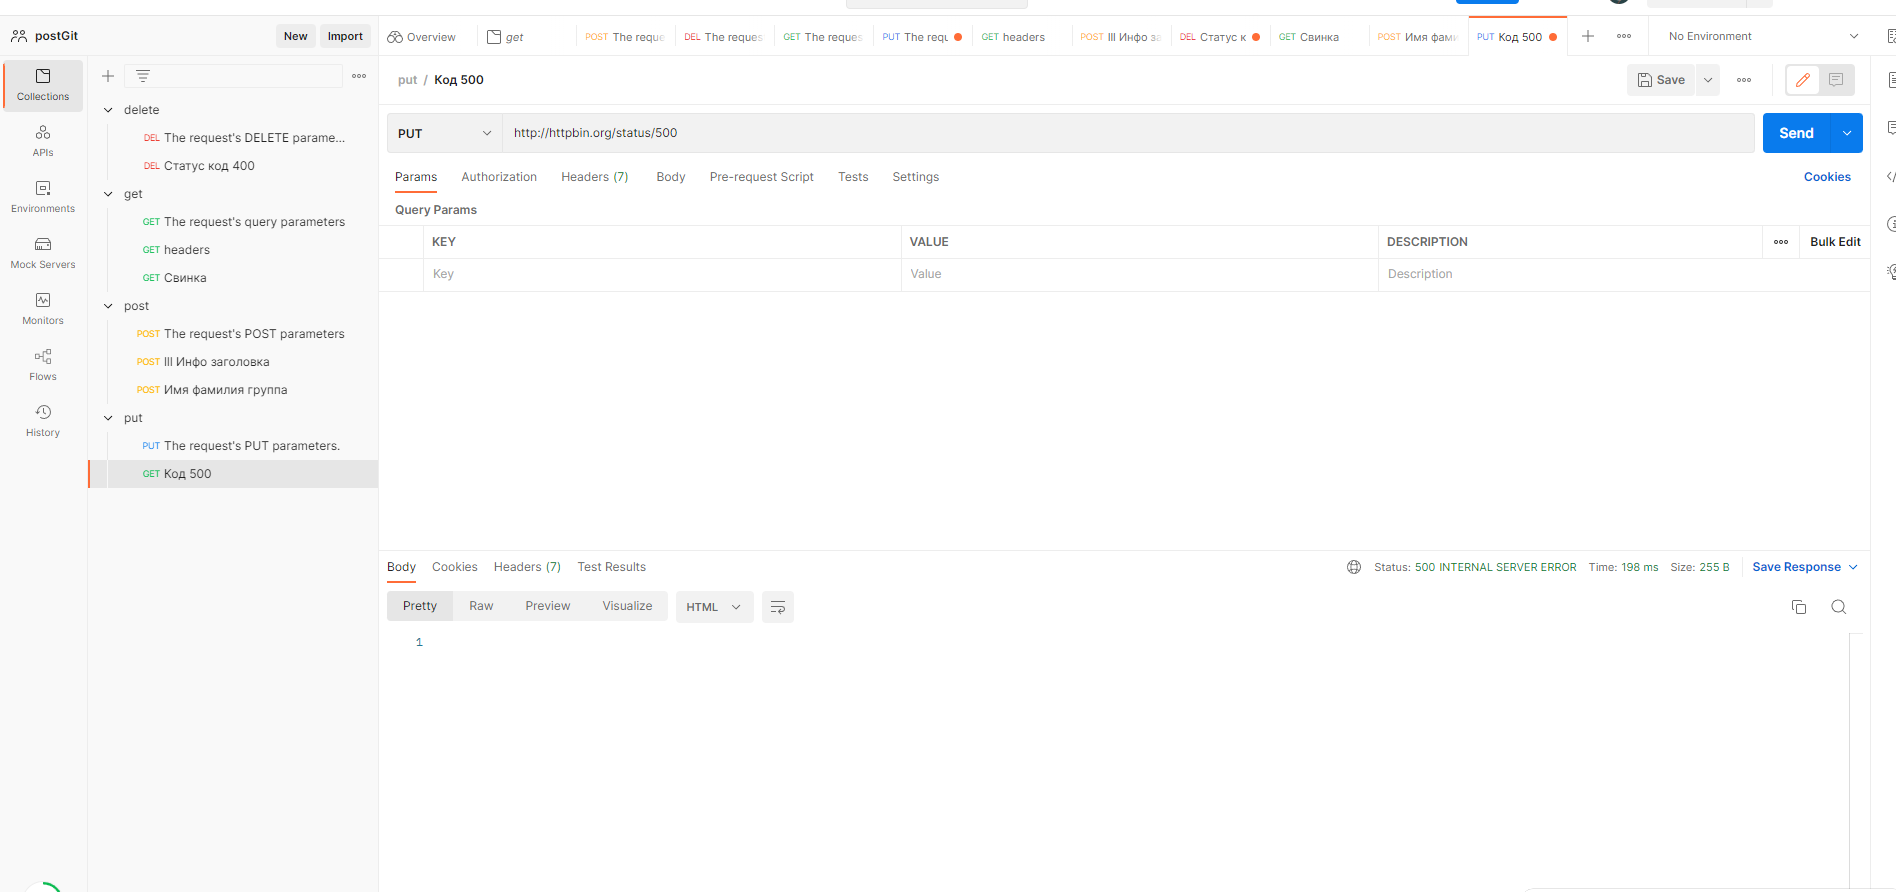 postGit
New
Import
Overview
get
POST The reque
DEL The reques
GET The reques
PUT The requ
GET headers
POST III Инфо за
DEL Статус к
GET Свинка
POST Имя фами
PUT Код 500
No Environment
Collections
APIs
Environments
Mock Servers
Monitors
Flows
History
delete
DEL The request's DELETE parame...
DEL Статус код 400
get
GET The request's query parameters
GET headers
GET Свинка
post
POST The request's POST parameters
POST III Инфо заголовка
POST Имя фамилия группа
put
PUT The request's PUT parameters.
GET Код 500
put / Код 500
Save
PUT
http://httpbin.org/status/500
Send
Params
Authorization
Headers (7)
Body
Pre-request Script
Tests
Settings
Cookies
Query Params
KEY
VALUE
DESCRIPTION
Bulk Edit
Key
Value
Description
Body
Cookies
Headers (7)
Test Results
Status: 500 INTERNAL SERVER ERROR
Time: 198 ms
Size: 255 B
Save Response
Pretty
Raw
Preview
Visualize
HTML
1